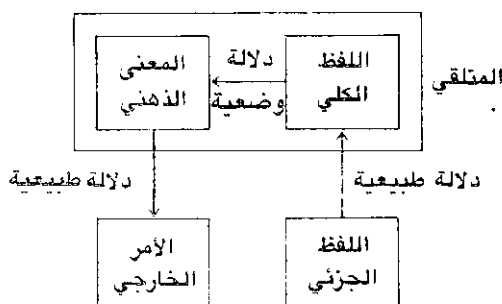 المتلقي
اللفظ
الكلي
دلالة
وضعية
المعنى
الذهني
دلالة طبيعية
دلالة طبيعية
اللفظ
الجزئي
الأمر
الخارجي